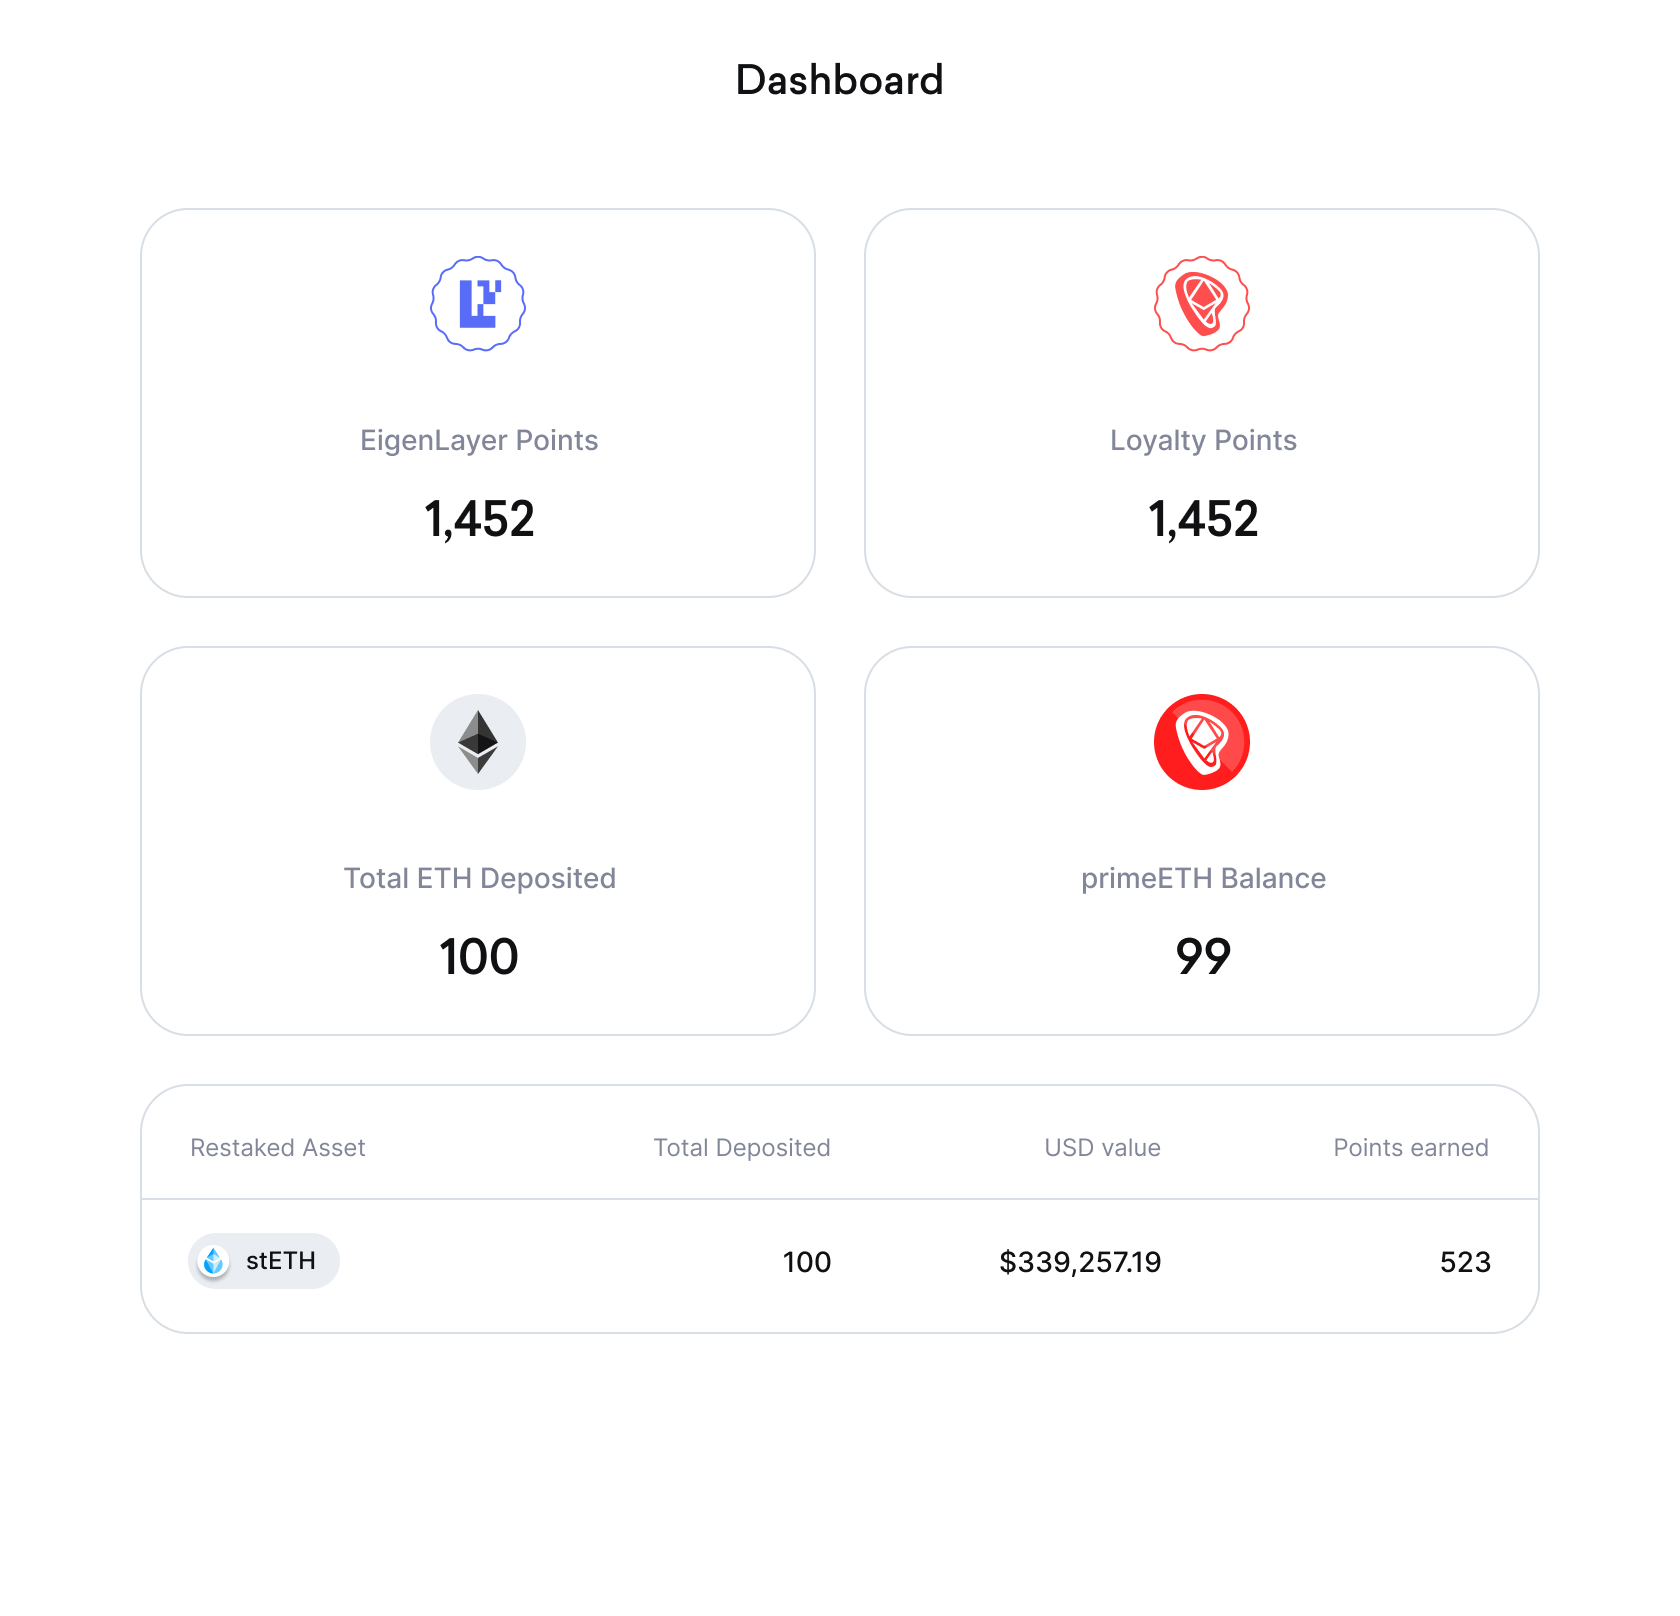 Dashboard
EigenLayer Points
1,452
Loyalty Points
1,452
Total ETH Deposited
100
primeETH Balance
99
Restaked Asset Total Deposited USD value Points earned
stETH 100 $339,257.19 523